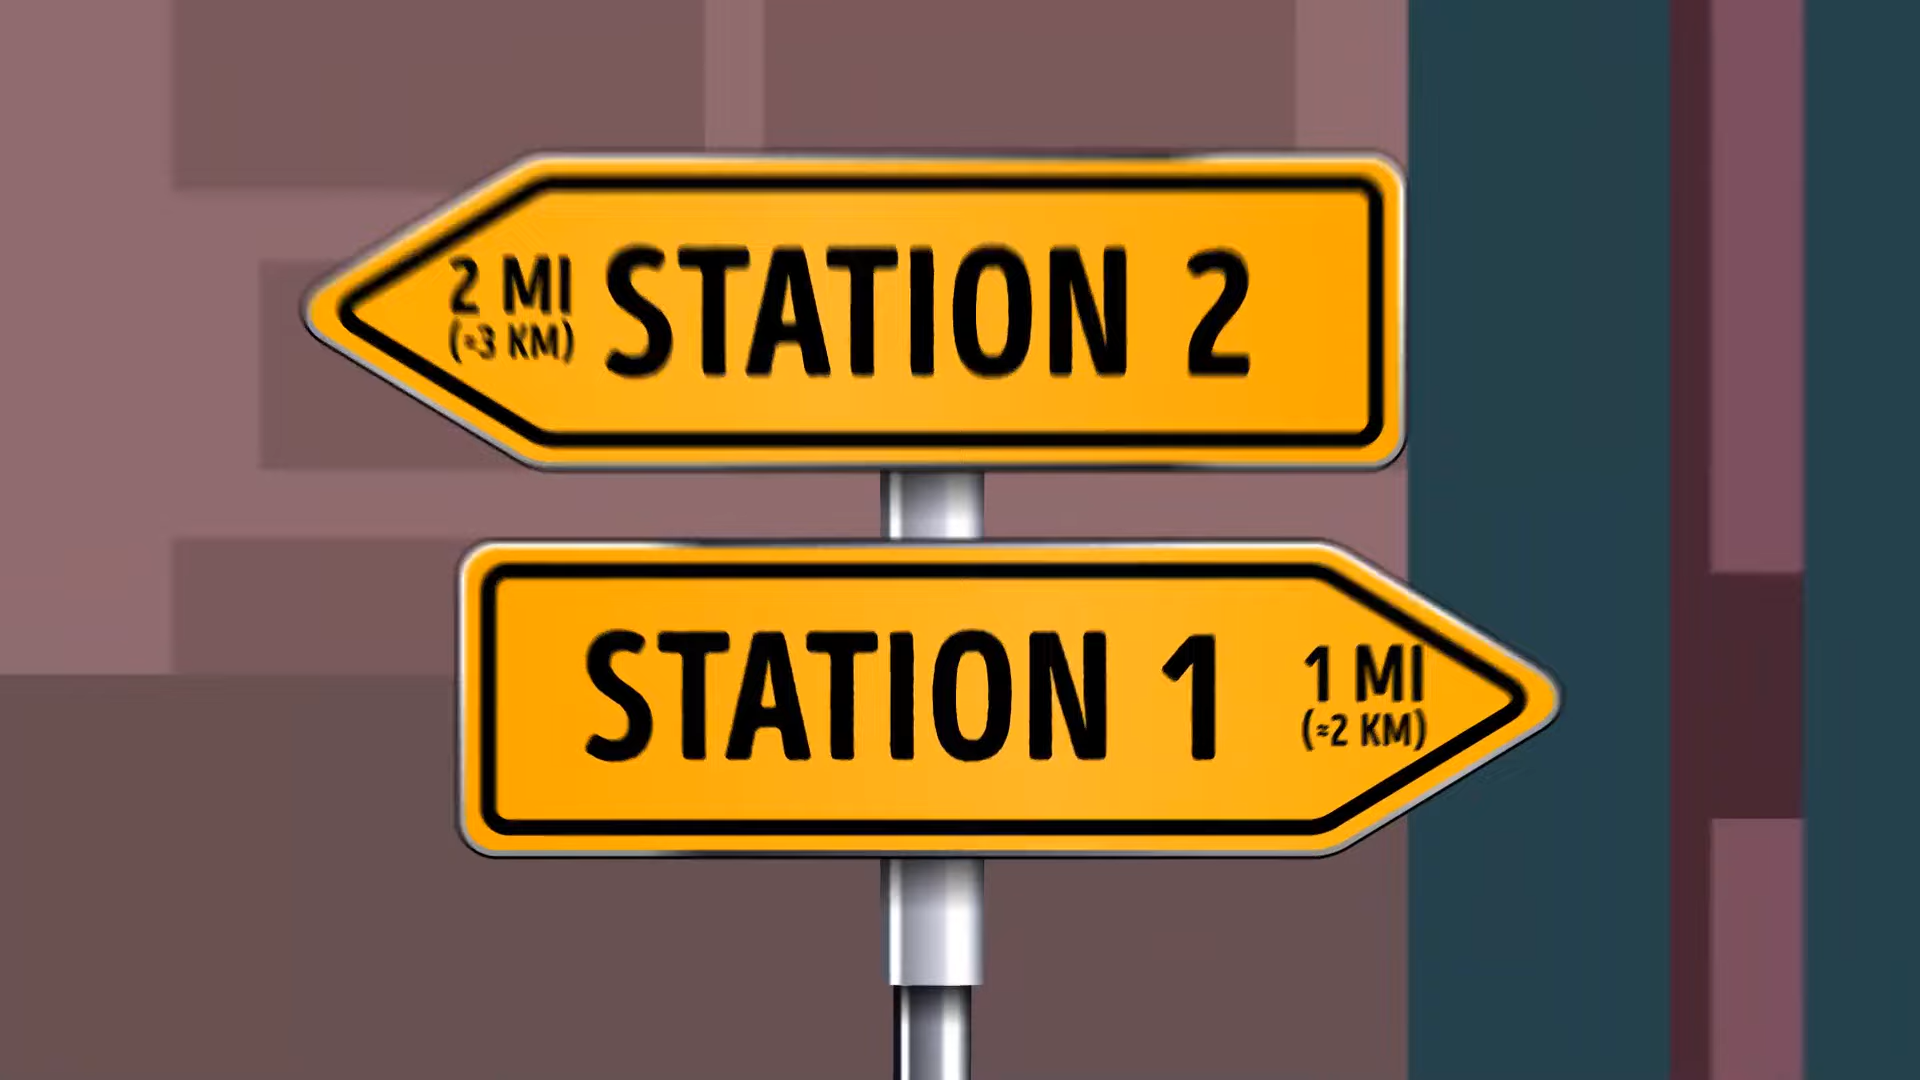 2 MI
(≈3 KM)
STATION 2
STATION 1
1 MI
(≈2 KM)